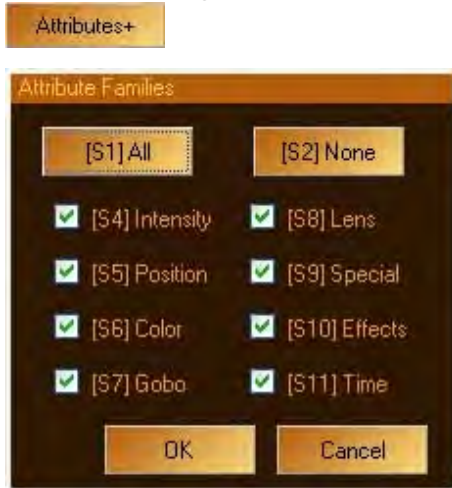 Attributes+
Attribute Families
[S1] All [S2] None
[S4] Intensity [S8] Lens
[S5] Position [S9] Special
[S6] Color [S10] Effects
[S7] Gobo [S11] Time
OK Cancel